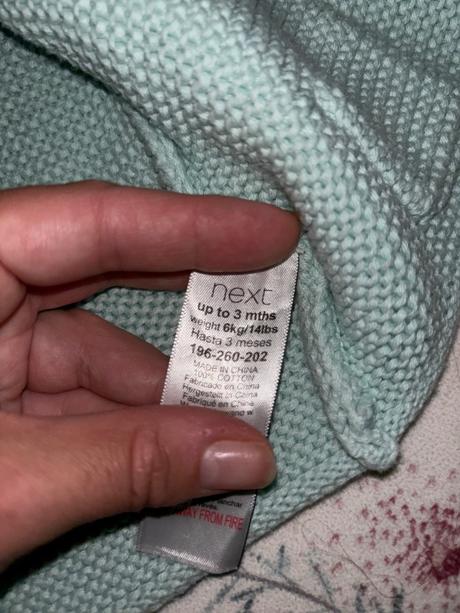 next
up to 3 mths
weight 6kg/14lbs
Hasta 3 meses
196-260-202
MADE IN CHINA
100% COTTON
Fabricado en China
Hergestellt in China
Fabriqué en Chine
AWAY FROM FIRE